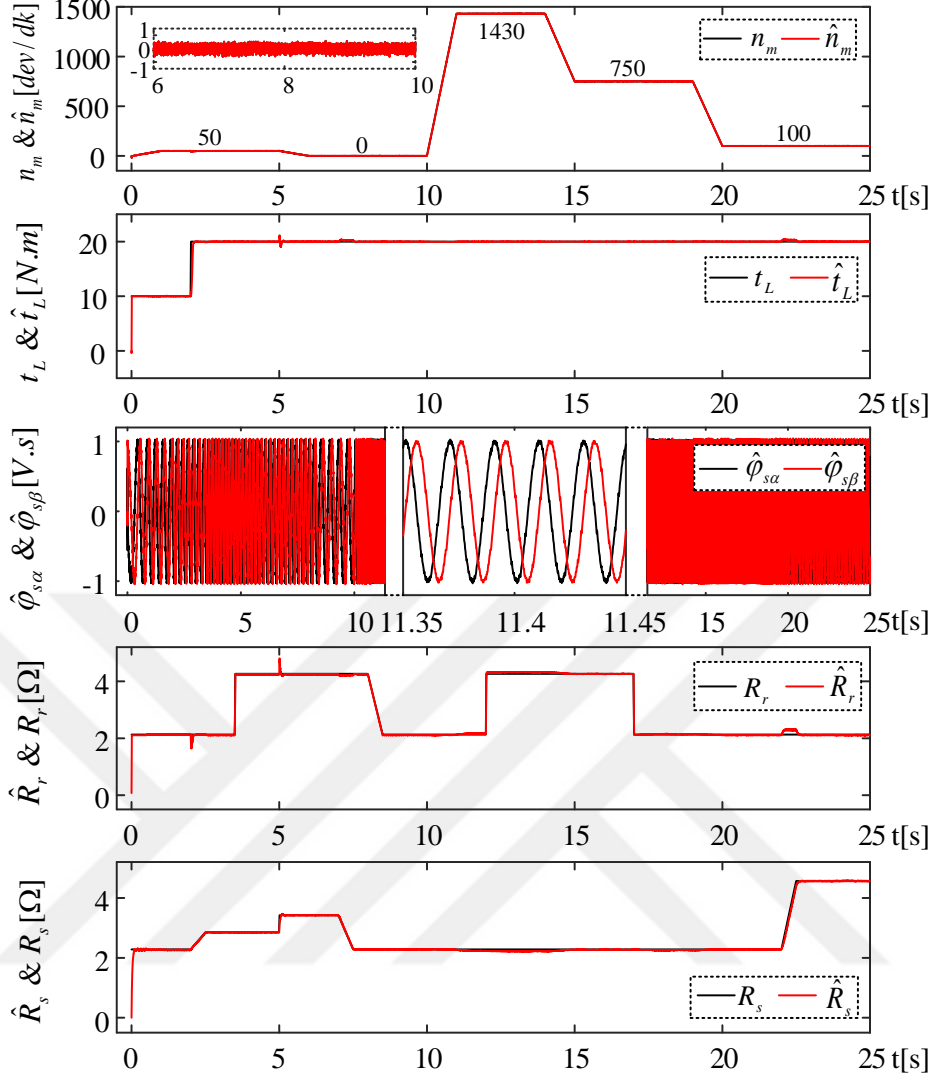 n_m & n̂_m [dev / dk]
1500
1000
500
0
1
0
-1
6 8 10
50
0
1430
750
100
n_m n̂_m
0 5 10 15 20 25 t[s]
t_L & t̂_L [N.m]
20
10
0
t_L t̂_L
0 5 10 15 20 25 t[s]
φ̂_sα & φ̂_sβ [V.s]
1
0
-1
φ̂_sα φ̂_sβ
0 5 10 11.35 11.4 11.45 15 20 25 t[s]
R̂_r & R_r [Ω]
4
2
0
R_r R̂_r
0 5 10 15 20 25 t[s]
R̂_s & R_s [Ω]
4
2
0
R_s R̂_s
0 5 10 15 20 25 t[s]